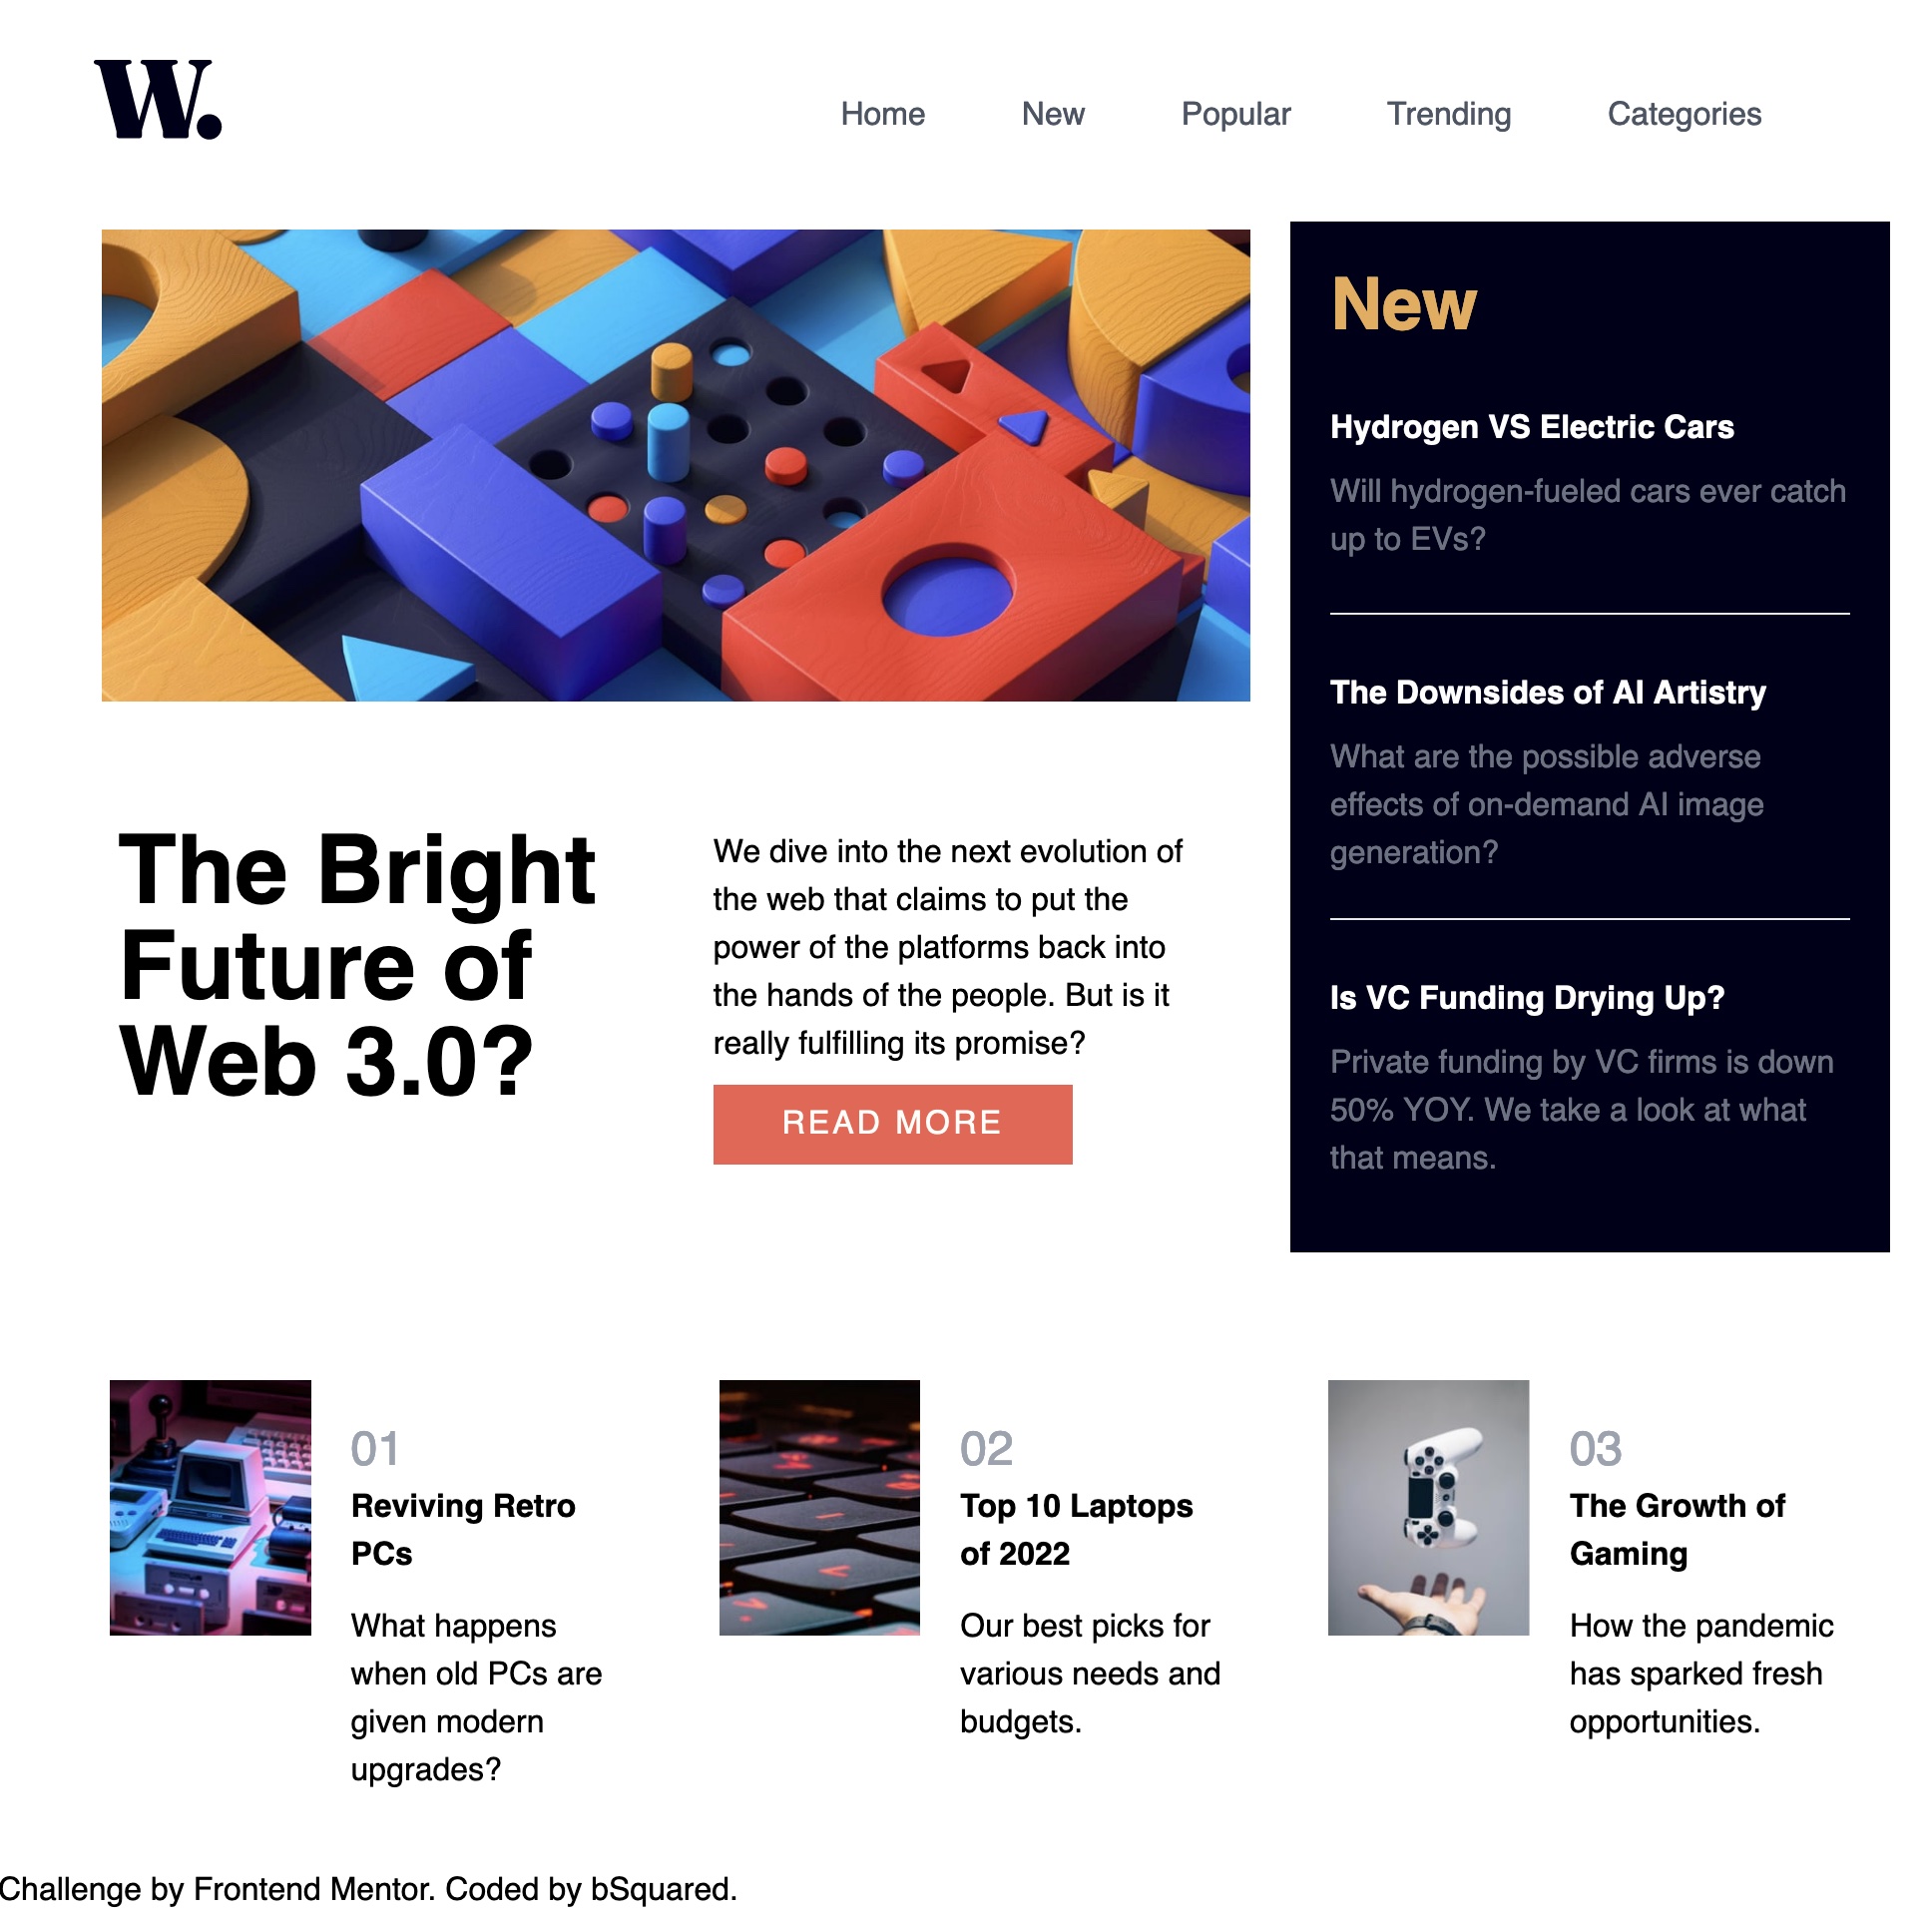 W.
Home
New
Popular
Trending
Categories
New
Hydrogen VS Electric Cars
Will hydrogen-fueled cars ever catch
up to EVs?
The Downsides of AI Artistry
What are the possible adverse
effects of on-demand AI image
generation?
Is VC Funding Drying Up?
Private funding by VC firms is down
50% YOY. We take a look at what
that means.
The Bright
Future of
Web 3.0?
We dive into the next evolution of
the web that claims to put the
power of the platforms back into
the hands of the people. But is it
really fulfilling its promise?
READ MORE
01
Reviving Retro
PCs
What happens
when old PCs are
given modern
upgrades?
02
Top 10 Laptops
of 2022
Our best picks for
various needs and
budgets.
03
The Growth of
Gaming
How the pandemic
has sparked fresh
opportunities.
Challenge by Frontend Mentor. Coded by bSquared.